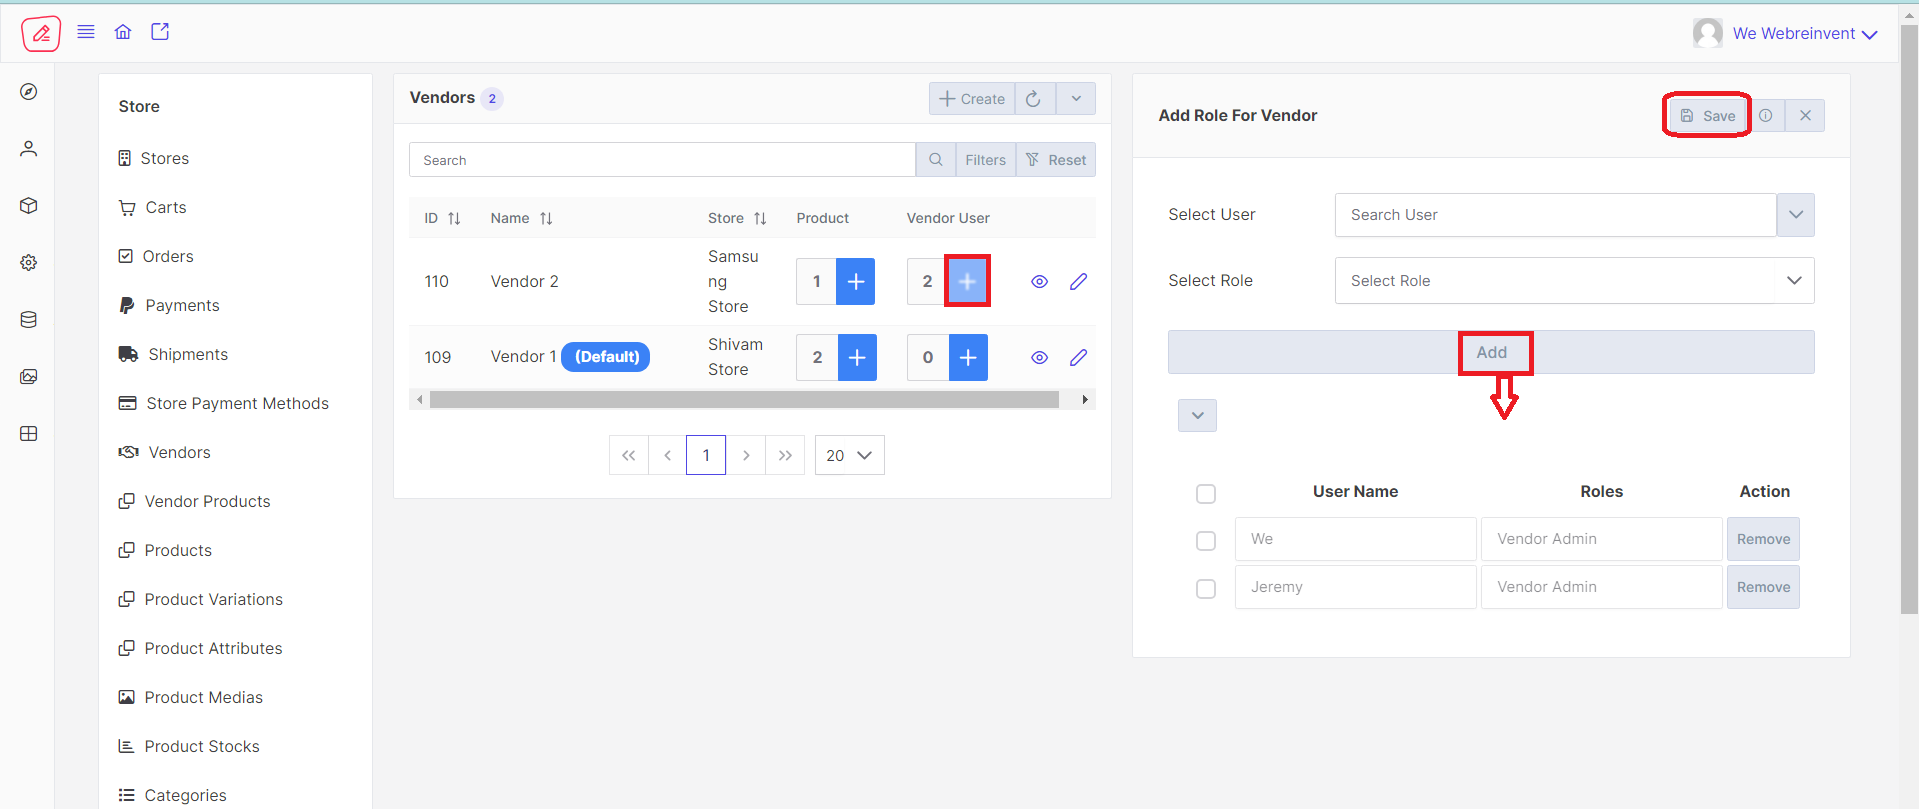 We Webreinvent
Store
Stores
Carts
Orders
Payments
Shipments
Store Payment Methods
Vendors
Vendor Products
Products
Product Variations
Product Attributes
Product Medias
Product Stocks
Categories
Vendors 2
Create
Search
Filters
Reset
ID Name Store Product Vendor User
110 Vendor 2 Samsu
ng
Store 1 2
109 Vendor 1 (Default) Shivam
Store 2 0
1
20
Add Role For Vendor
Save
Select User Search User
Select Role Select Role
Add
User Name Roles Action
We Vendor Admin Remove
Jeremy Vendor Admin Remove